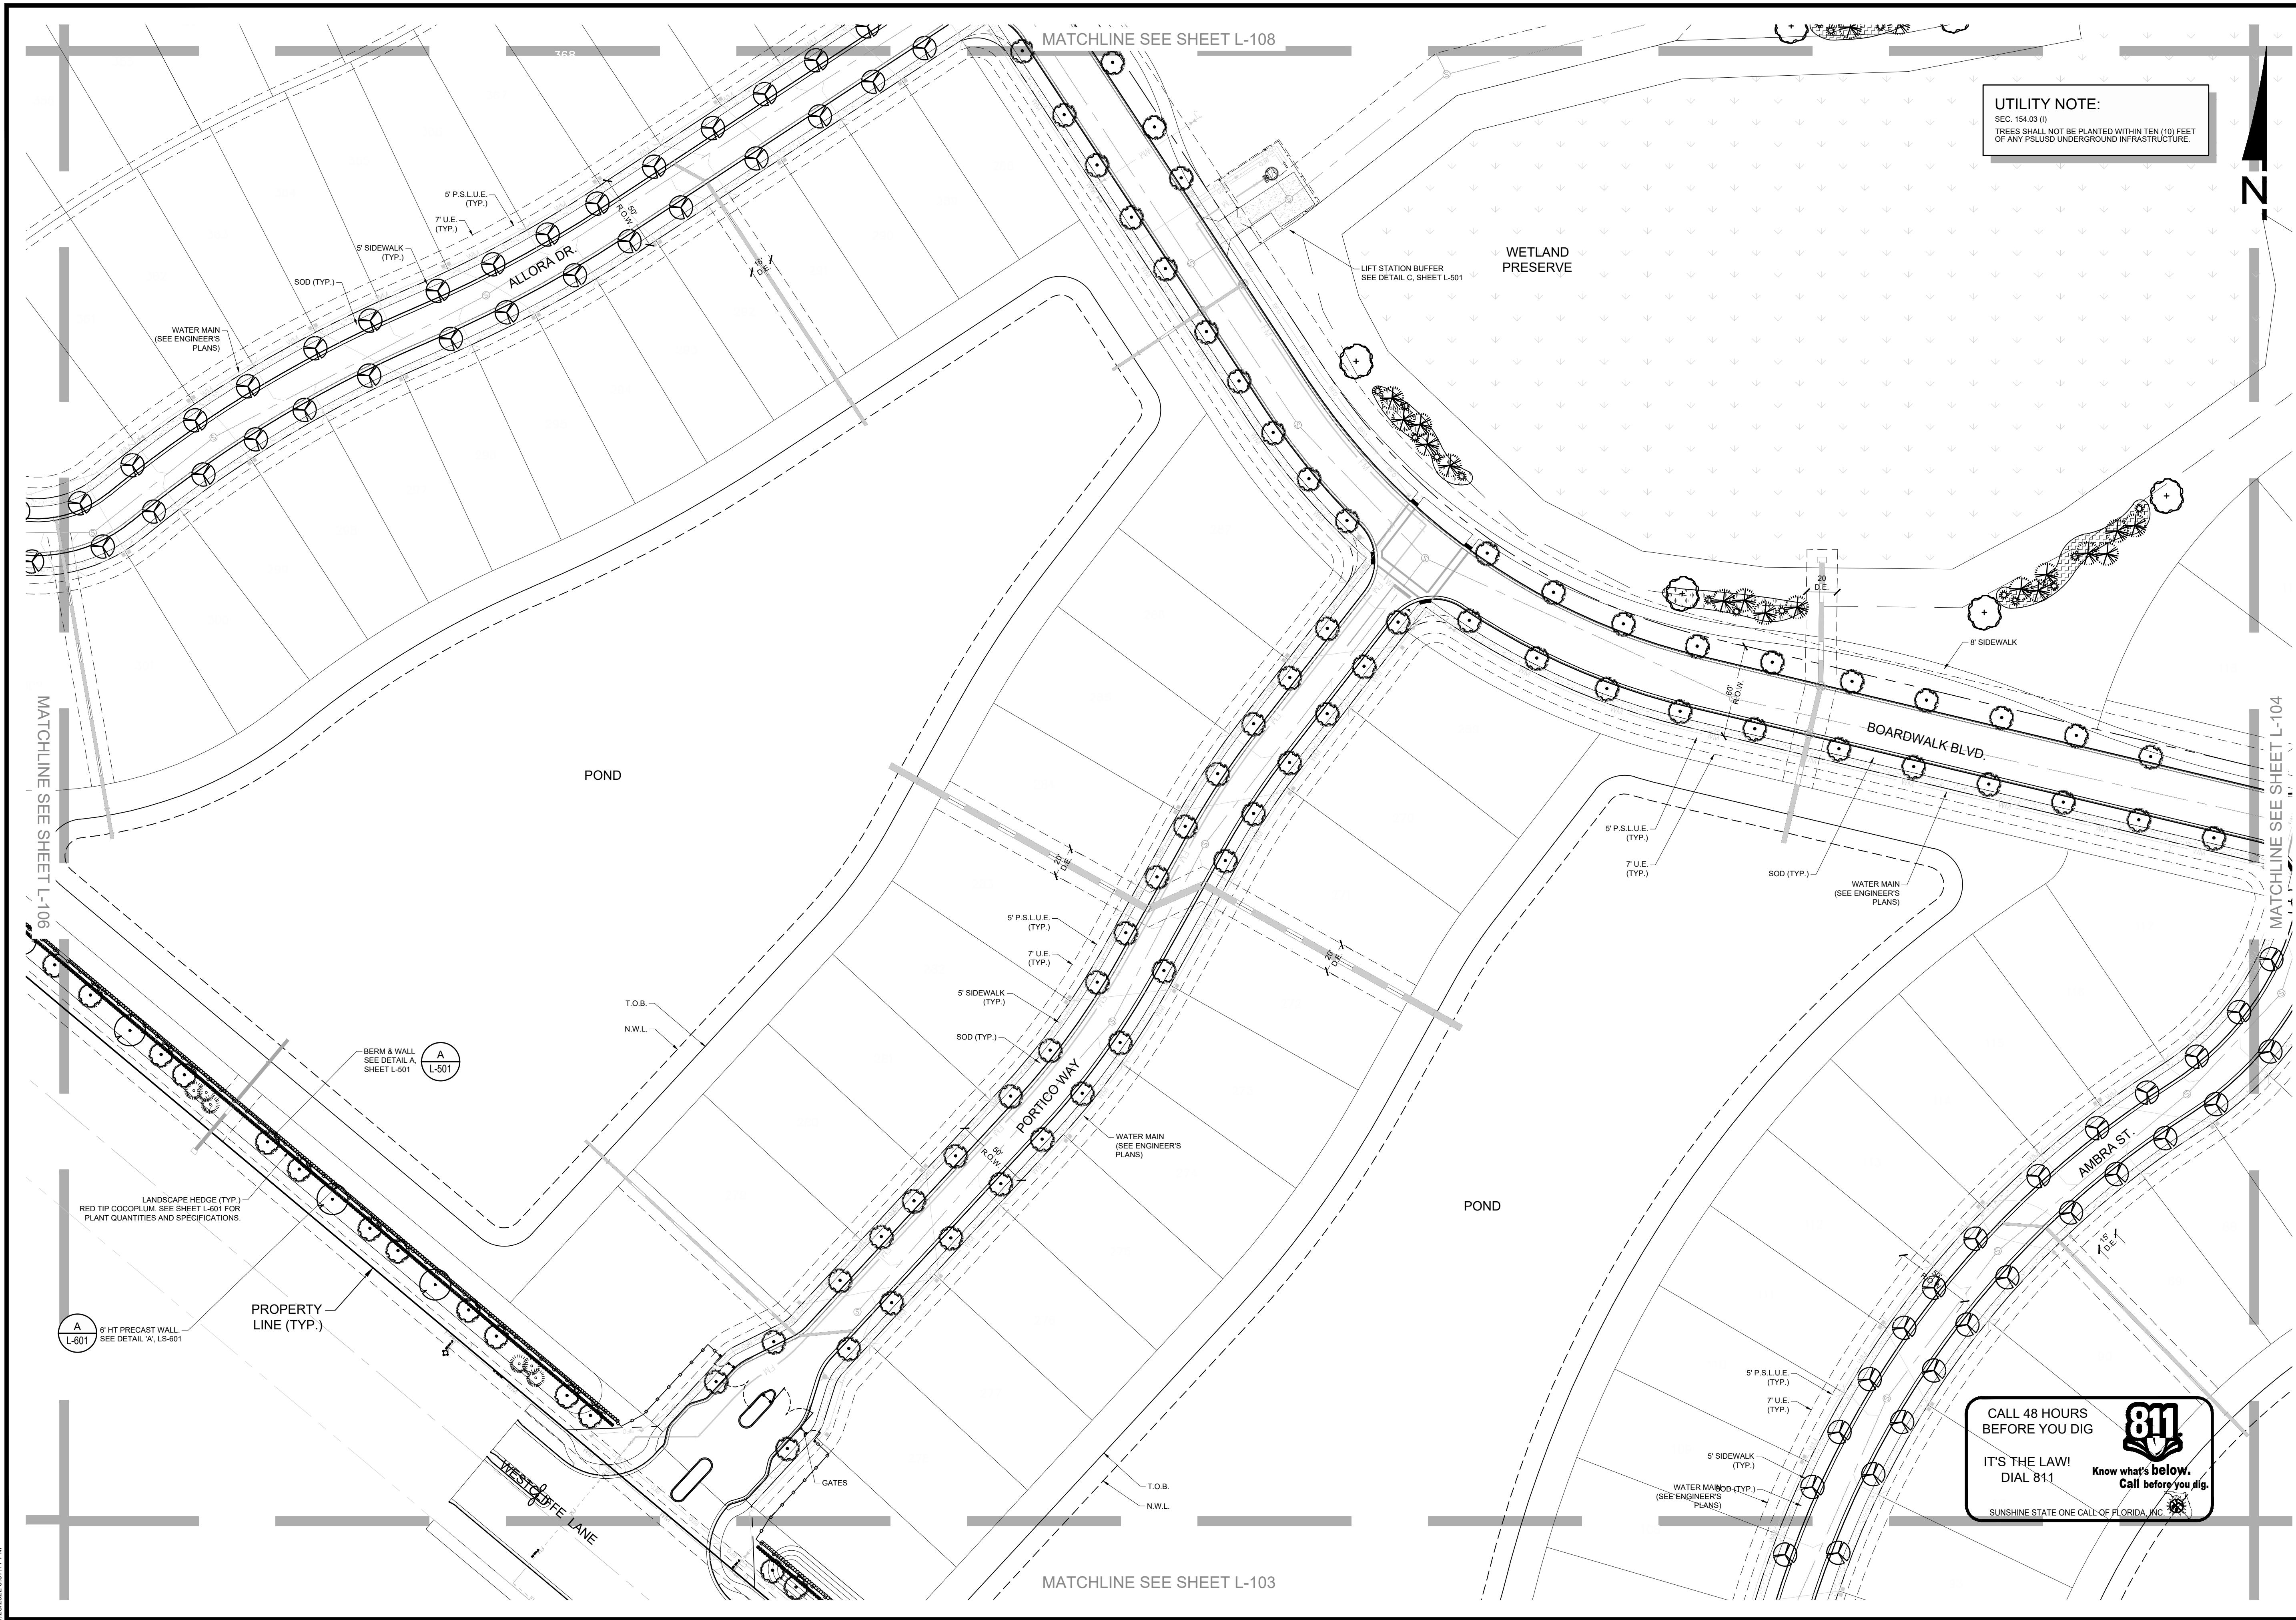 MATCHLINE SEE SHEET L-108
368
UTILITY NOTE:
SEC. 154.03 (I)
TREES SHALL NOT BE PLANTED WITHIN TEN (10) FEET
OF ANY PSLUSD UNDERGROUND INFRASTRUCTURE.
N
5' P.S.L.U.E.
(TYP.)
7' U.E.
(TYP.)
5' SIDEWALK
(TYP.)
SOD (TYP.)
WATER MAIN
(SEE ENGINEER'S
PLANS)
50'
R.O.W.
ALLORA DR.
15'
D.E.
LIFT STATION BUFFER
SEE DETAIL C, SHEET L-501
WETLAND
PRESERVE
20
D.E.
8' SIDEWALK
60'
R.O.W.
BOARDWALK BLVD.
MATCHLINE SEE SHEET L-106
MATCHLINE SEE SHEET L-104
POND
5' P.S.L.U.E.
(TYP.)
7' U.E.
(TYP.)
SOD (TYP.)
WATER MAIN
(SEE ENGINEER'S
PLANS)
20'
D.E.
20'
D.E.
5' P.S.L.U.E.
(TYP.)
7' U.E.
(TYP.)
5' SIDEWALK
(TYP.)
SOD (TYP.)
T.O.B.
N.W.L.
BERM & WALL
SEE DETAIL A,
SHEET L-501
A
L-501
PORTICO WAY
50'
R.O.W.
WATER MAIN
(SEE ENGINEER'S
PLANS)
LANDSCAPE HEDGE (TYP.)
RED TIP COCOPLUM. SEE SHEET L-601 FOR
PLANT QUANTITIES AND SPECIFICATIONS.
POND
AMBRA ST.
15'
D.E.
PROPERTY
LINE (TYP.)
A
L-601
6' HT PRECAST WALL.
SEE DETAIL 'A', LS-601
5' P.S.L.U.E.
(TYP.)
7' U.E.
(TYP.)
5' SIDEWALK
(TYP.)
SOD (TYP.)
WATER MAIN
(SEE ENGINEER'S
PLANS)
GATES
T.O.B.
N.W.L.
WESTCLIFFE LANE
CALL 48 HOURS
BEFORE YOU DIG
IT'S THE LAW!
DIAL 811
811
Know what's below.
Call before you dig.
SUNSHINE STATE ONE CALL OF FLORIDA, INC.
MATCHLINE SEE SHEET L-103